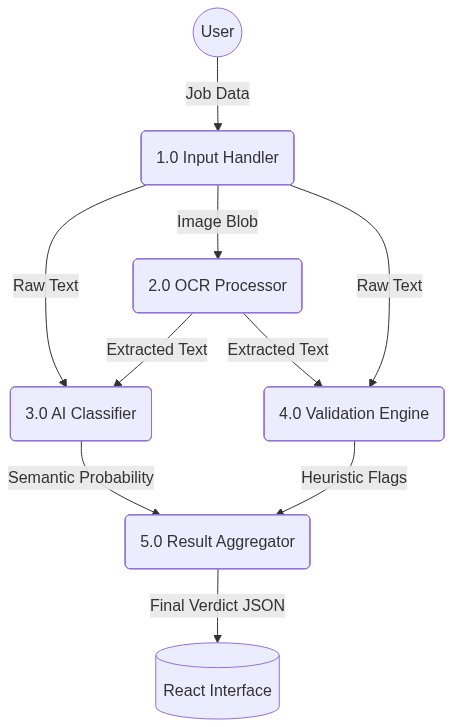 User
Job Data
1.0 Input Handler
Image Blob
Raw Text
2.0 OCR Processor
Raw Text
Extracted Text
Extracted Text
3.0 AI Classifier
4.0 Validation Engine
Semantic Probability
Heuristic Flags
5.0 Result Aggregator
Final Verdict JSON
React Interface